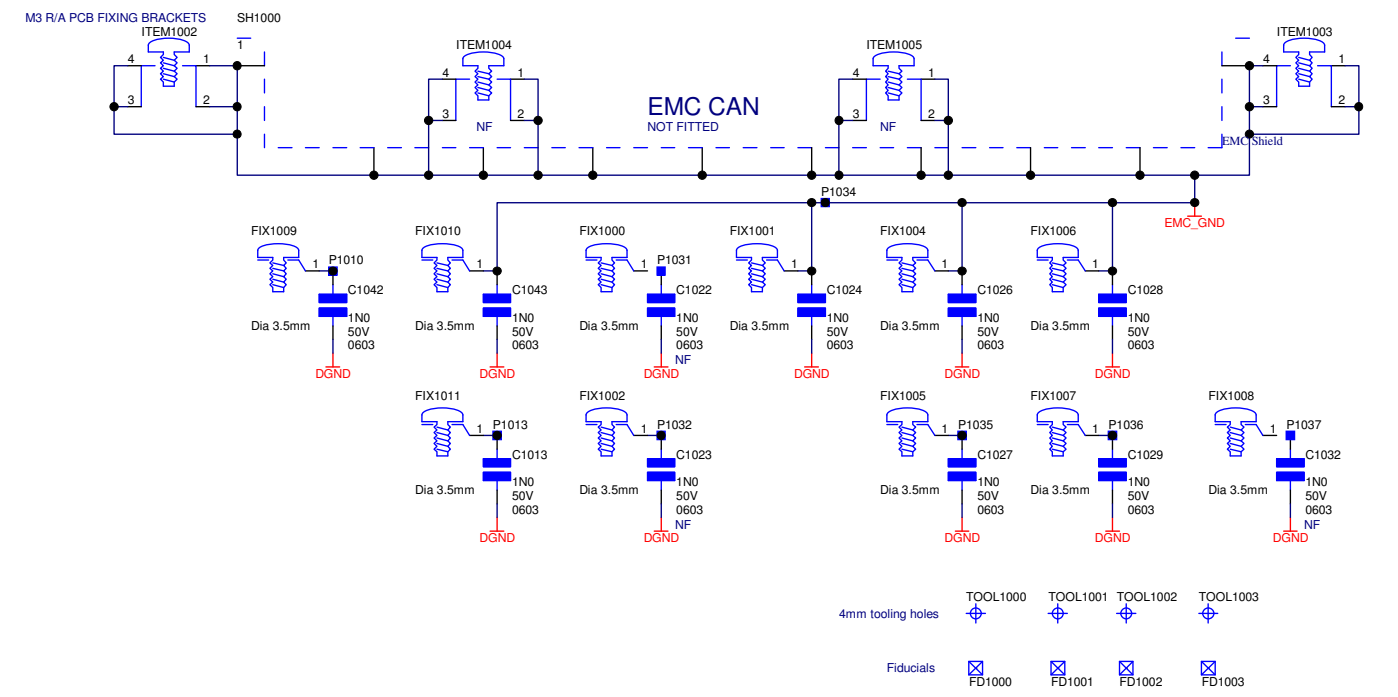 M3 R/A PCB FIXING BRACKETS
SH1000
ITEM1002
ITEM1004
ITEM1005
ITEM1003
1
4 1
3 2
4 1
3 2
NF
EMC CAN
NOT FITTED
4 1
3 2
NF
4 1
3 2
EMC Shield
P1034
EMC_GND
FIX1009
1
P1010
C1042
Dia 3.5mm
1N0
50V
0603
DGND
FIX1010
1
C1043
Dia 3.5mm
1N0
50V
0603
DGND
FIX1000
1
P1031
C1022
Dia 3.5mm
1N0
50V
0603
NF
DGND
FIX1001
1
C1024
Dia 3.5mm
1N0
50V
0603
DGND
FIX1004
1
C1026
Dia 3.5mm
1N0
50V
0603
DGND
FIX1006
1
C1028
Dia 3.5mm
1N0
50V
0603
DGND
FIX1011
1
P1013
C1013
Dia 3.5mm
1N0
50V
0603
DGND
FIX1002
1
P1032
C1023
Dia 3.5mm
1N0
50V
0603
NF
DGND
FIX1005
1
P1035
C1027
Dia 3.5mm
1N0
50V
0603
DGND
FIX1007
1
P1036
C1029
Dia 3.5mm
1N0
50V
0603
DGND
FIX1008
1
P1037
C1032
Dia 3.5mm
1N0
50V
0603
NF
DGND
TOOL1000 TOOL1001 TOOL1002 TOOL1003
4mm tooling holes
Fiducials
FD1000 FD1001 FD1002 FD1003